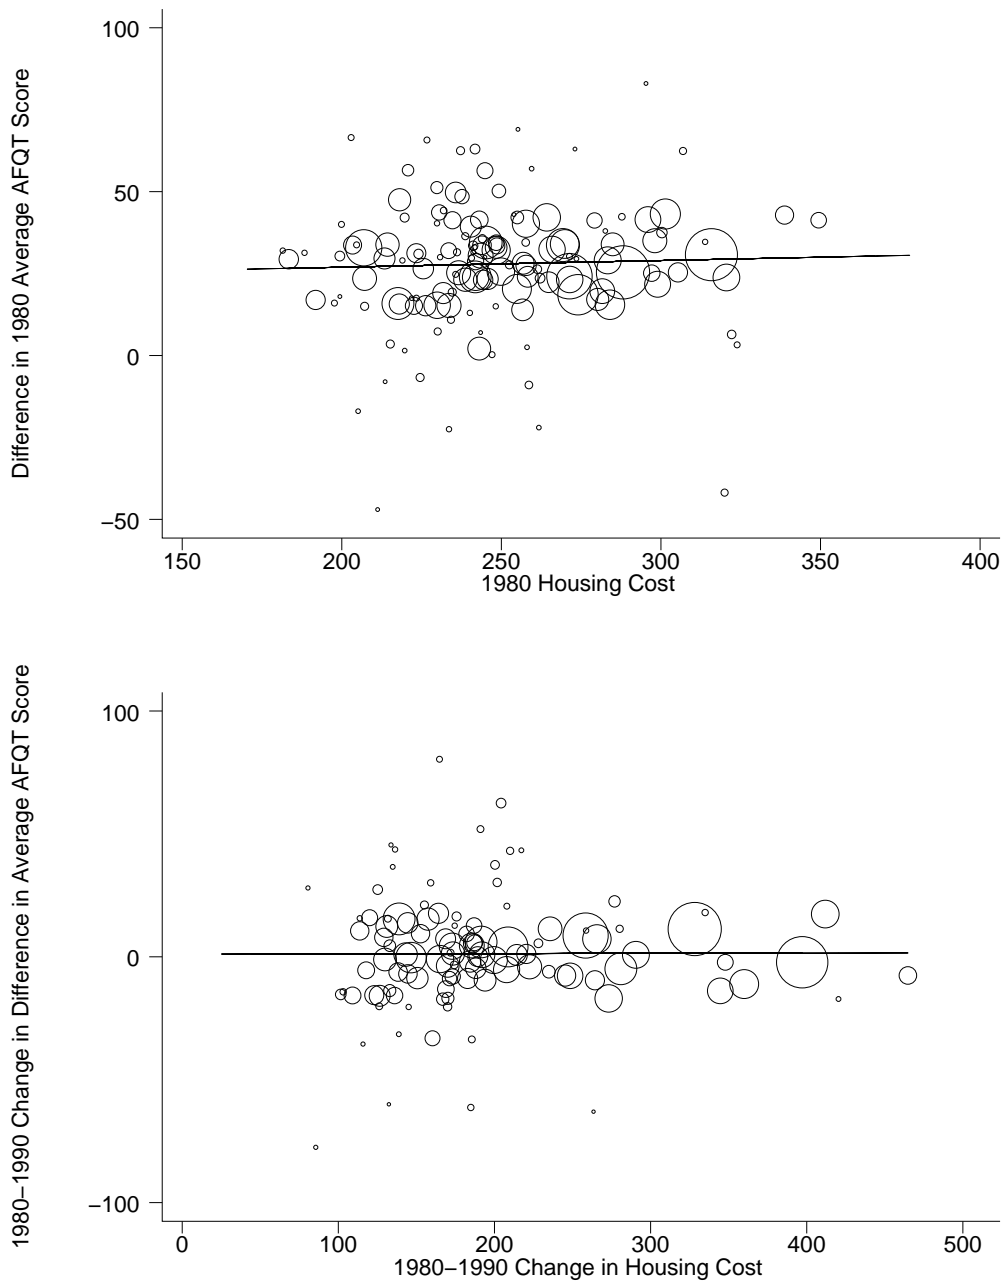 Difference in 1980 Average AFQT Score
100
50
0
−50
150 200 250 300 350 400
1980 Housing Cost
1980−1990 Change in Difference in Average AFQT Score
100
0
−100
0 100 200 300 400 500
1980−1990 Change in Housing Cost